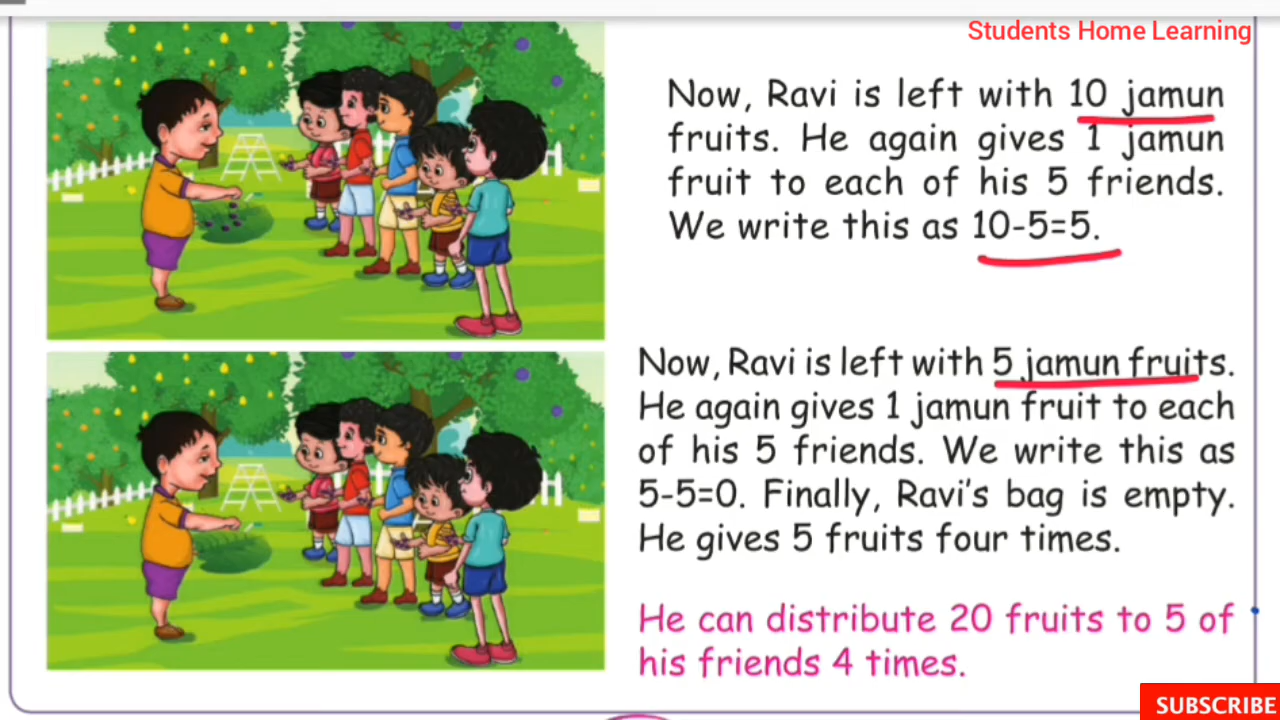 Students Home Learning
Now, Ravi is left with 10 jamun
fruits. He again gives 1 jamun
fruit to each of his 5 friends.
We write this as 10-5=5.
Now, Ravi is left with 5 jamun fruits.
He again gives 1 jamun fruit to each
of his 5 friends. We write this as
5-5=0. Finally, Ravi's bag is empty.
He gives 5 fruits four times.
He can distribute 20 fruits to 5 of
his friends 4 times.
SUBSCRIBE